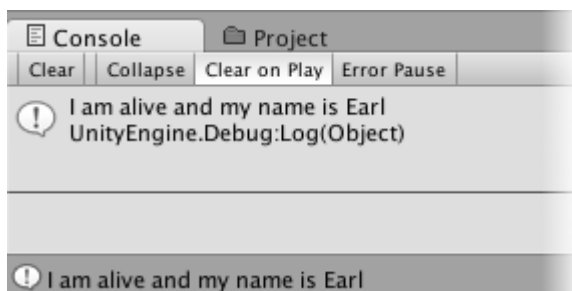 Console Project
Clear Collapse Clear on Play Error Pause
I am alive and my name is Earl
UnityEngine.Debug:Log(Object)
I am alive and my name is Earl